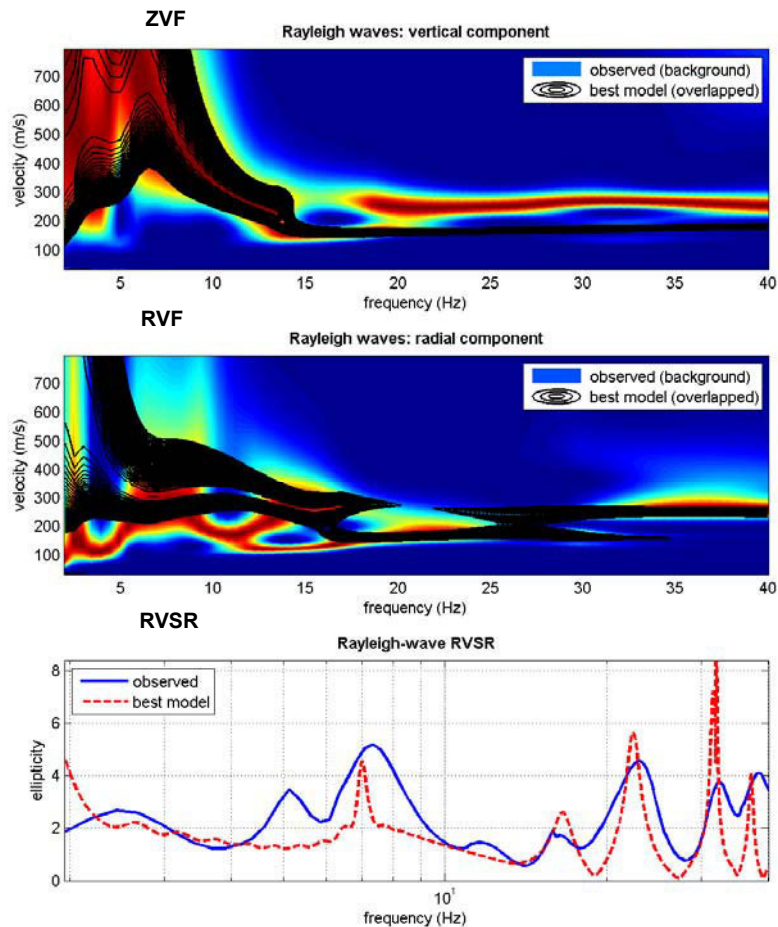 ZVF
Rayleigh waves: vertical component
observed (background)
best model (overlapped)
velocity (m/s)
700
600
500
400
300
200
100
5 10 15 20 25 30 35 40
frequency (Hz)
RVF
Rayleigh waves: radial component
observed (background)
best model (overlapped)
velocity (m/s)
700
600
500
400
300
200
100
5 10 15 20 25 30 35 40
frequency (Hz)
RVSR
Rayleigh-wave RVSR
observed
best model
ellipticity
8
6
4
2
0
10¹
frequency (Hz)